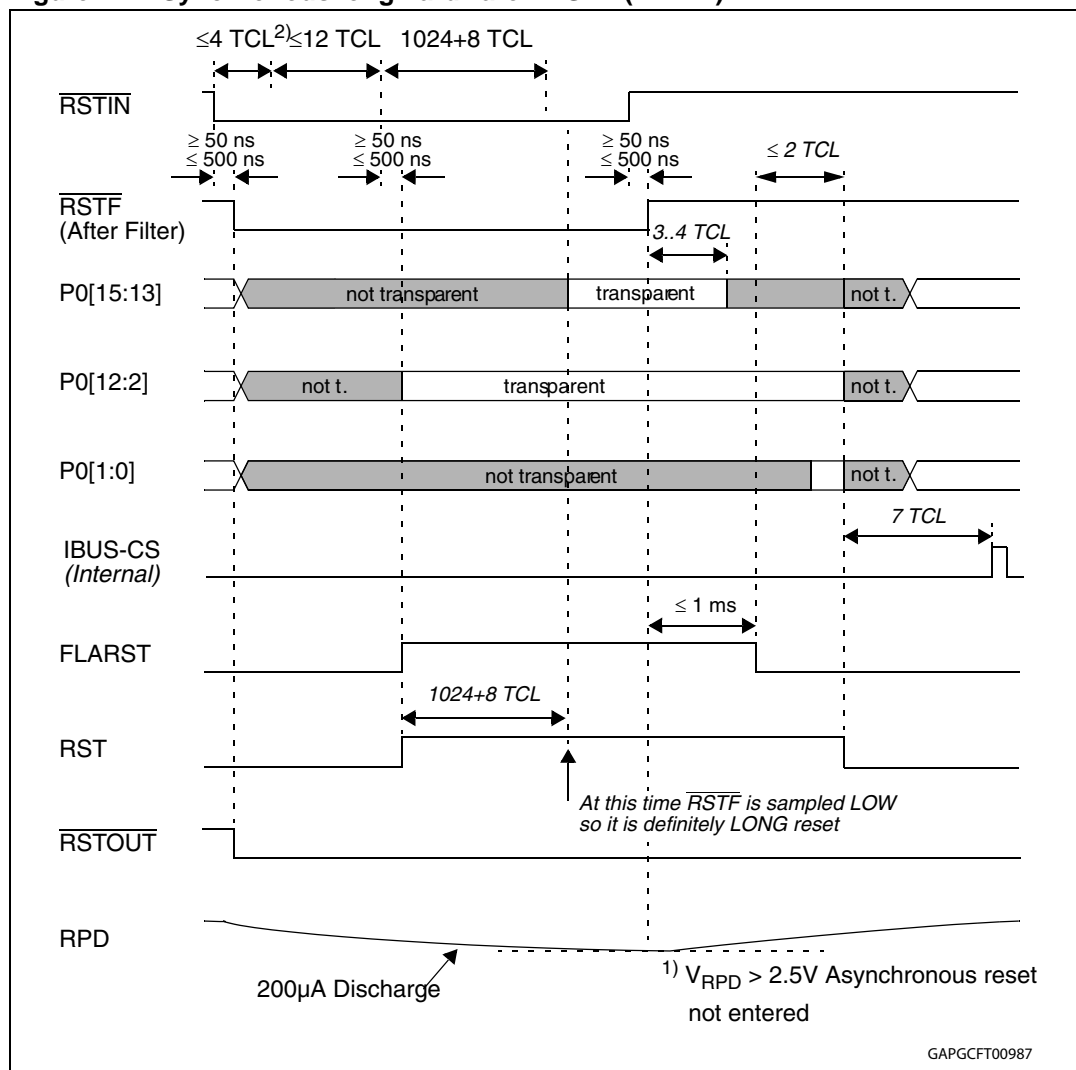 ≤4 TCL2)≤12 TCL 1024+8 TCL
RSTIN
≥ 50 ns ≥ 50 ns ≥ 50 ns
≤ 500 ns ≤ 500 ns ≤ 500 ns ≤ 2 TCL
RSTF
(After Filter)
3..4 TCL
P0[15:13] not transparent transparent not t.
P0[12:2] not t. transparent not t.
P0[1:0] not transparent not t.
7 TCL
IBUS-CS
(Internal)
≤ 1 ms
FLARST
1024+8 TCL
RST
At this time RSTF is sampled LOW
so it is definitely LONG reset
RSTOUT
RPD
200µA Discharge
1) VRPD > 2.5V Asynchronous reset
not entered
GAPGCFT00987